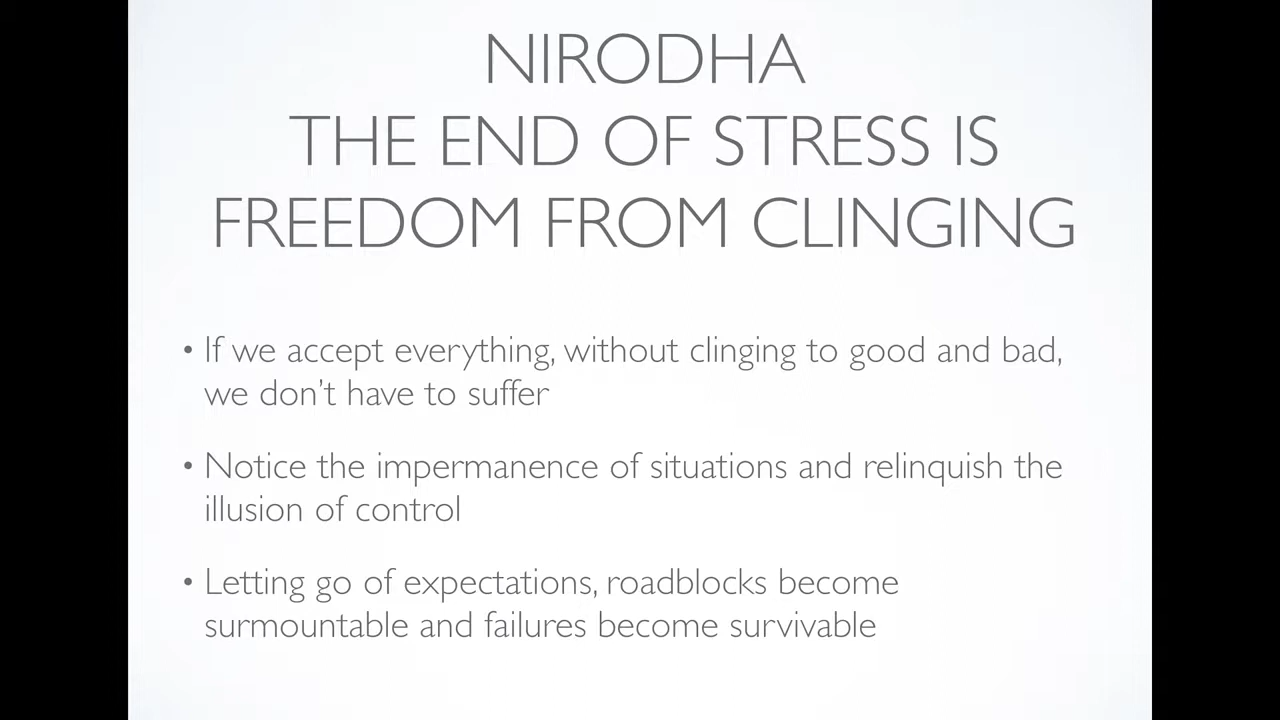 NIRODHA
THE END OF STRESS IS
FREEDOM FROM CLINGING
• If we accept everything, without clinging to good and bad,
we don't have to suffer
• Notice the impermanence of situations and relinquish the
illusion of control
• Letting go of expectations, roadblocks become
surmountable and failures become survivable